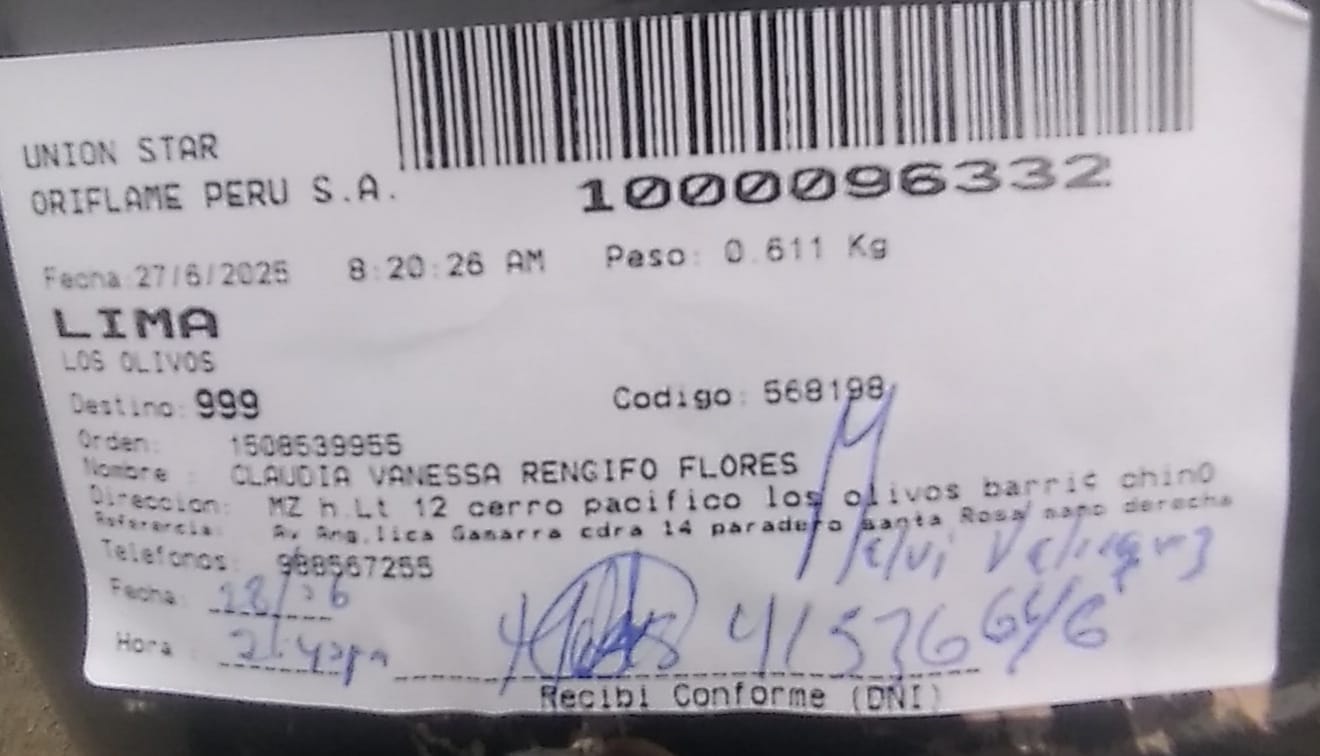 UNION STAR
ORIFLAME PERU S.A.
1000096332
Fecha:27/6/2025 8:20:26 AM Peso: 0.611 Kg
LIMA
LOS OLIVOS
Destino: 999 Codigo: 568198
Orden: 1508539955
Nombre : CLAUDIA VANESSA RENGIFO FLORES
Direccion: MZ h Lt 12 cerro pacifico los olivos barrio chino
Referencia: Av Ang.lica Gamarra cdra 14 paradero santa Rosa mano derecha
Telefonos: 988567255
Fecha: 28/06
Hora :
Recibi Conforme (DNI)